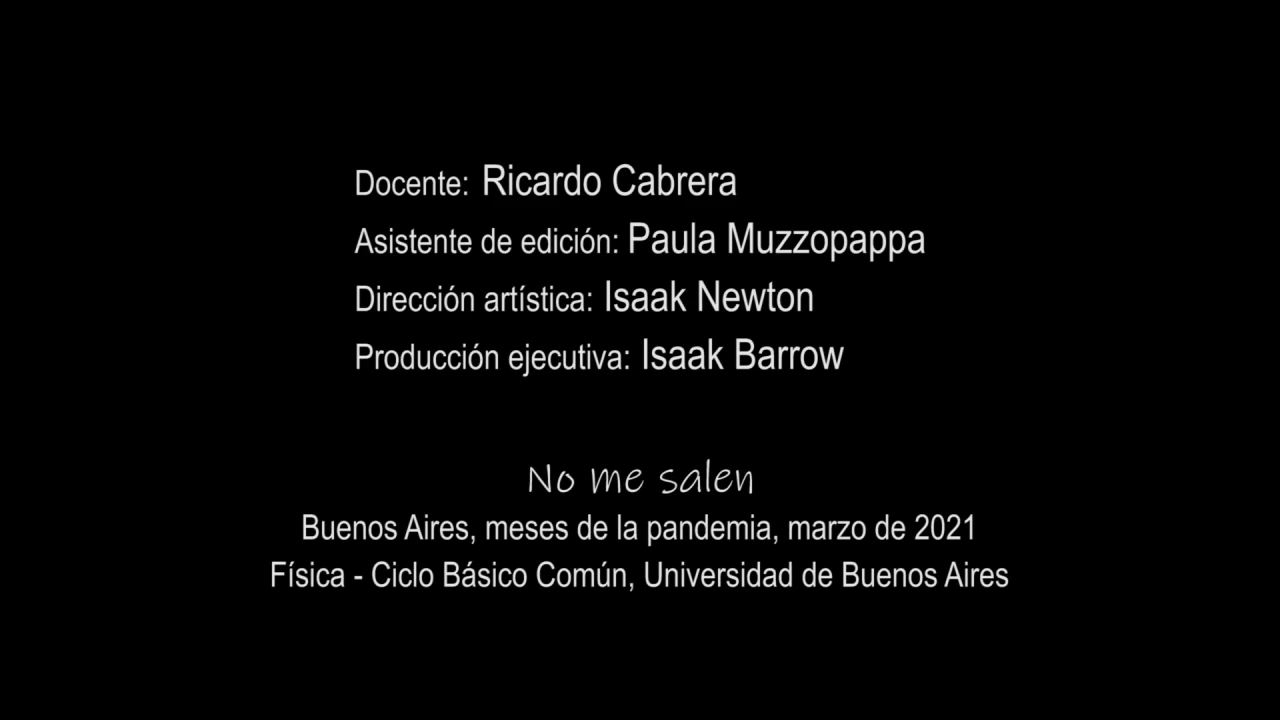 Docente: Ricardo Cabrera
Asistente de edición: Paula Muzzopappa
Dirección artística: Isaak Newton
Producción ejecutiva: Isaak Barrow
No me salen
Buenos Aires, meses de la pandemia, marzo de 2021
Física - Ciclo Básico Común, Universidad de Buenos Aires